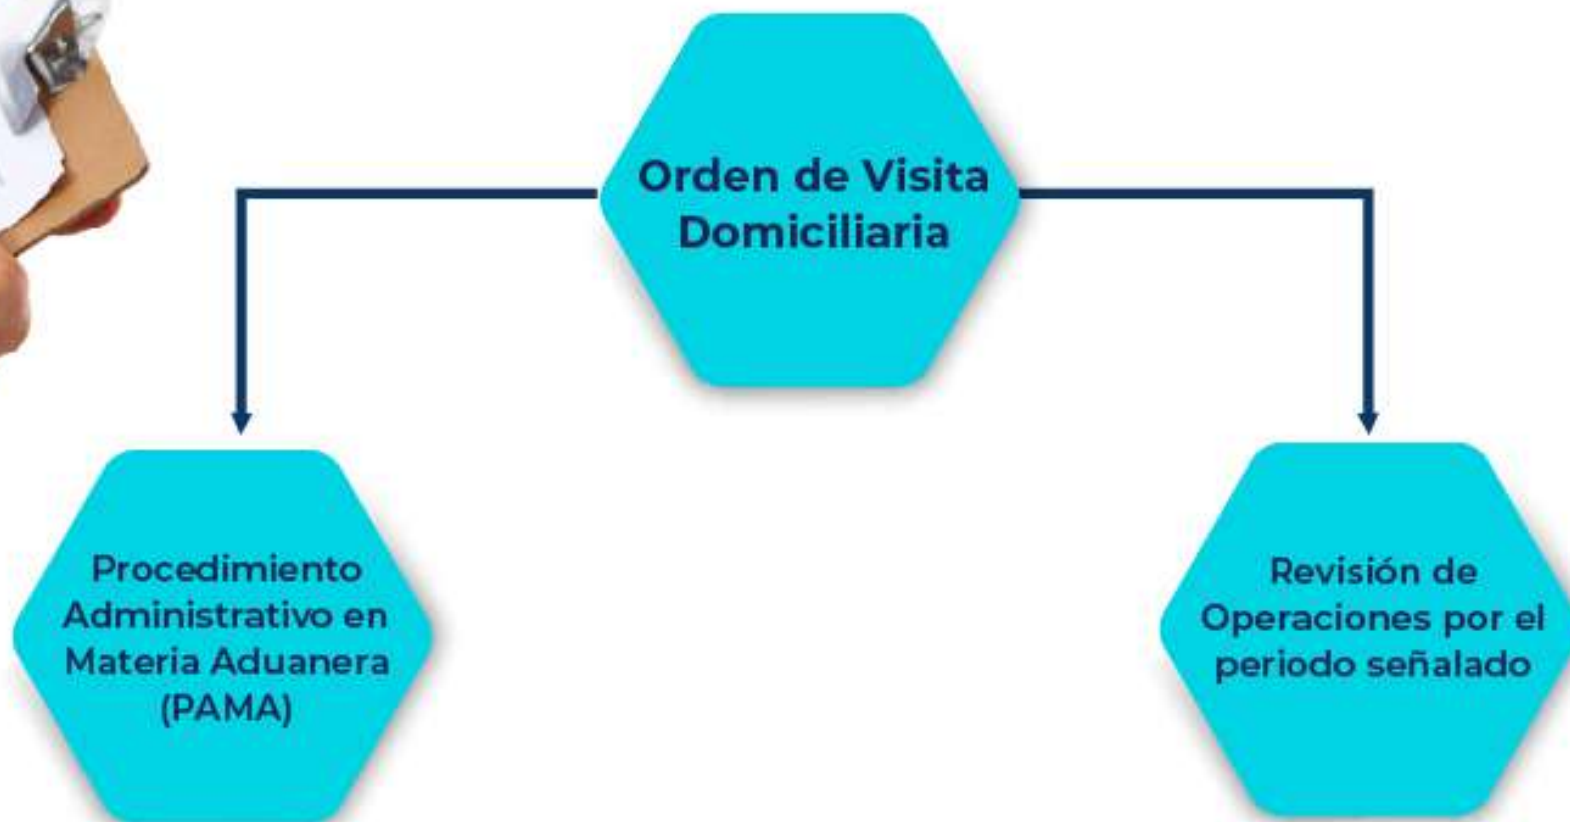 Orden de Visita
Domiciliaria
Procedimiento
Administrativo en
Materia Aduanera
(PAMA)
Revisión de
Operaciones por el
periodo señalado